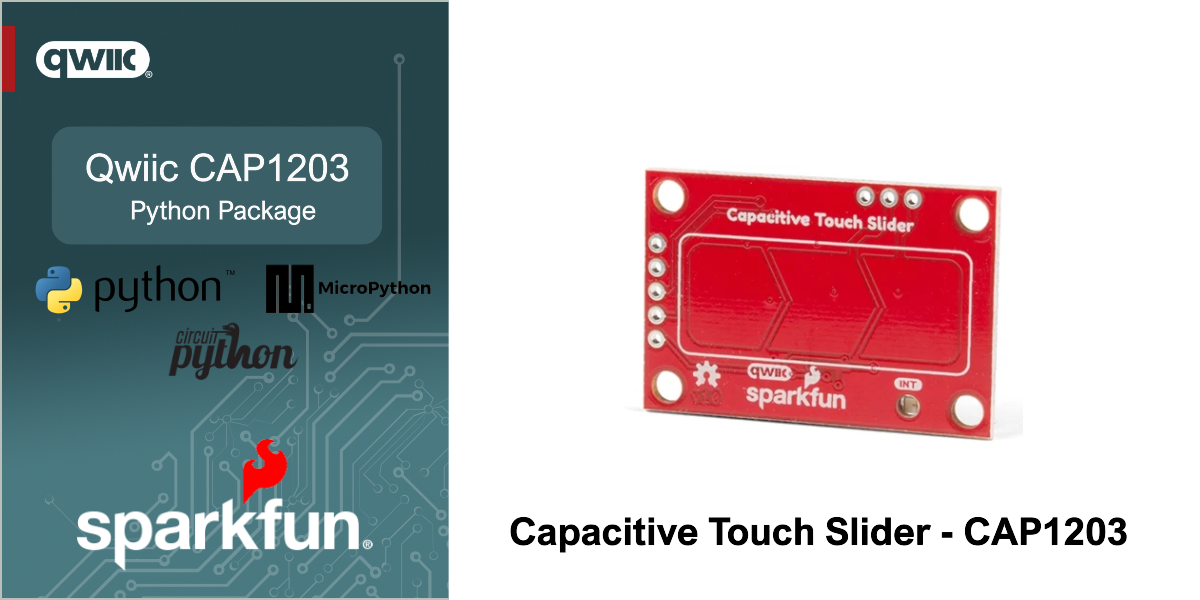 qwiic®
Qwiic CAP1203
Python Package
python™
MicroPython
circuit
python
sparkfun®
Capacitive Touch Slider
qwiic
sparkfun
INT
Capacitive Touch Slider - CAP1203